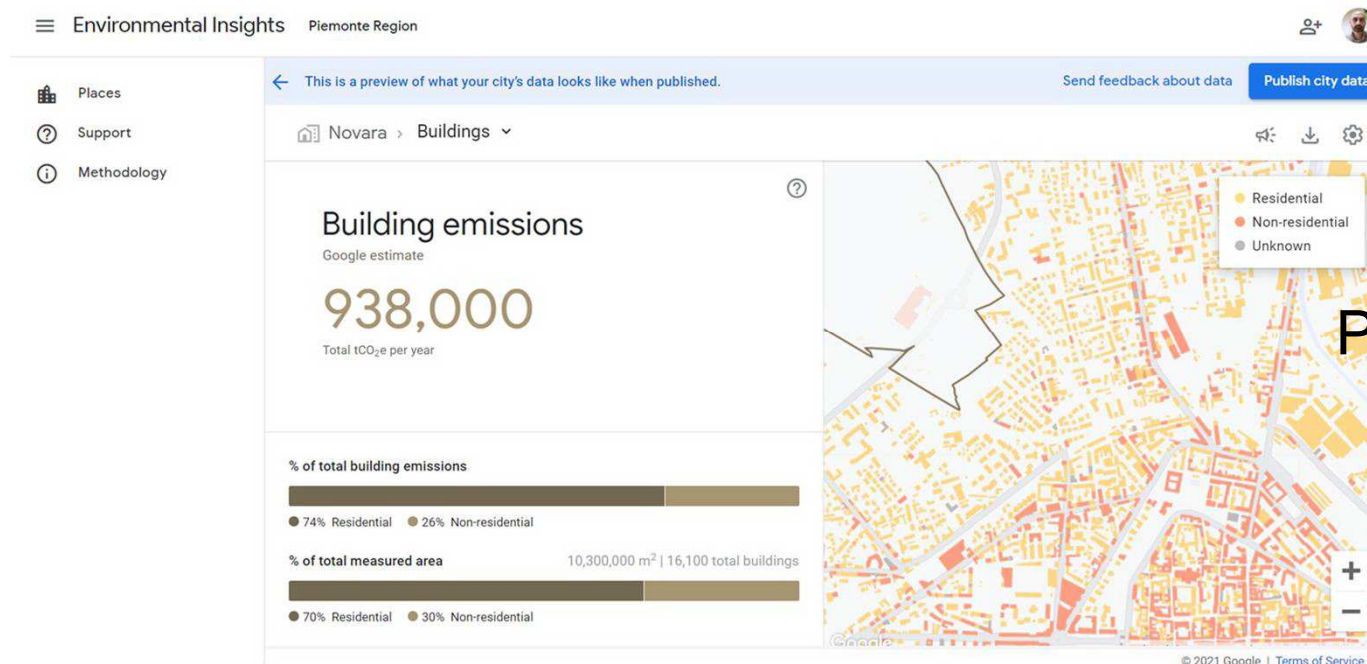 Environmental Insights Piemonte Region
Places
Support
Methodology
This is a preview of what your city's data looks like when published. Send feedback about data Publish city data
Novara › Buildings
Building emissions
Google estimate
938,000
Total tCO₂e per year
% of total building emissions
74% Residential 26% Non-residential
% of total measured area 10,300,000 m² | 16,100 total buildings
70% Residential 30% Non-residential
Residential
Non-residential
Unknown
P
+
−
Google
© 2021 Google | Terms of Service